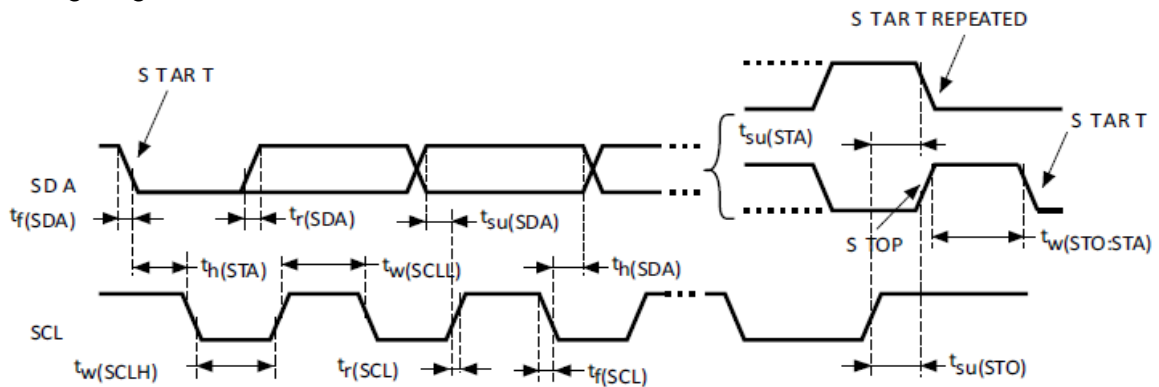 S TAR T REPEATED
S TAR T
S TAR T
t su(STA)
SDA
t f(SDA)
t r(SDA)
t su(SDA)
S TOP
t w(STO:STA)
t h(STA)
t w(SCLL)
t h(SDA)
SCL
t w(SCLH)
t r(SCL)
t f(SCL)
t su(STO)